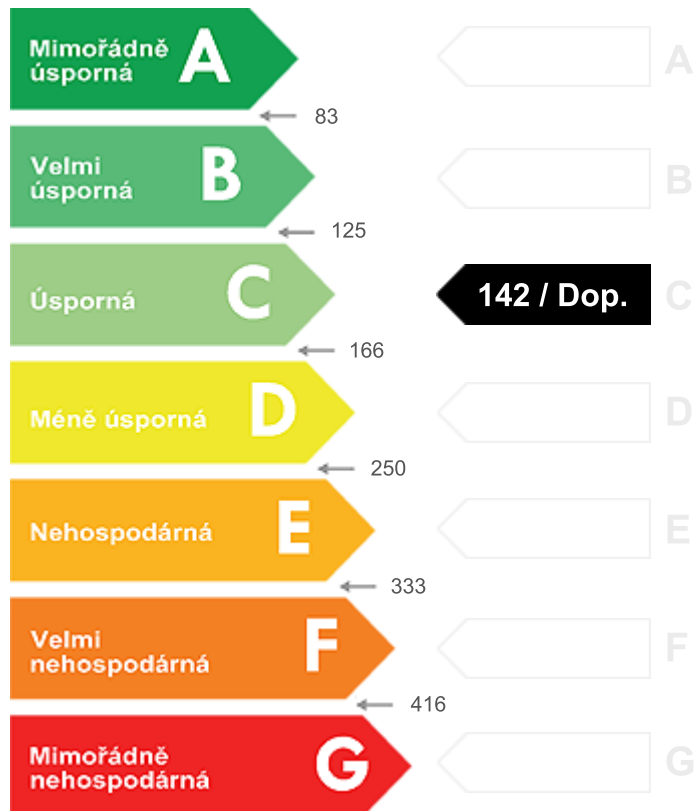 Mimořádně
úsporná
A
A
83
Velmi
úsporná
B
B
125
Úsporná
C
142 / Dop.
C
166
Méně úsporná
D
D
250
Nehospodárná
E
E
333
Velmi
nehospodárná
F
F
416
Mimořádně
nehospodárná
G
G